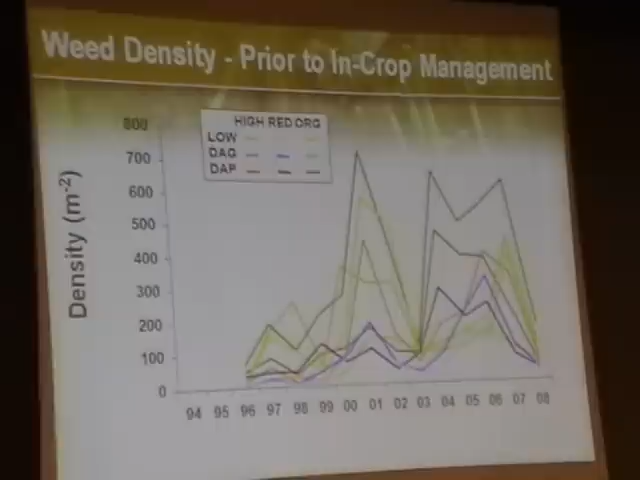 Weed Density - Prior to In-Crop Management
HIGH RED ORG
LOW
DAG
DAP
Density (m-2)
800
700
600
500
400
300
200
100
0
94 95 96 97 98 99 00 01 02 03 04 05 06 07 08